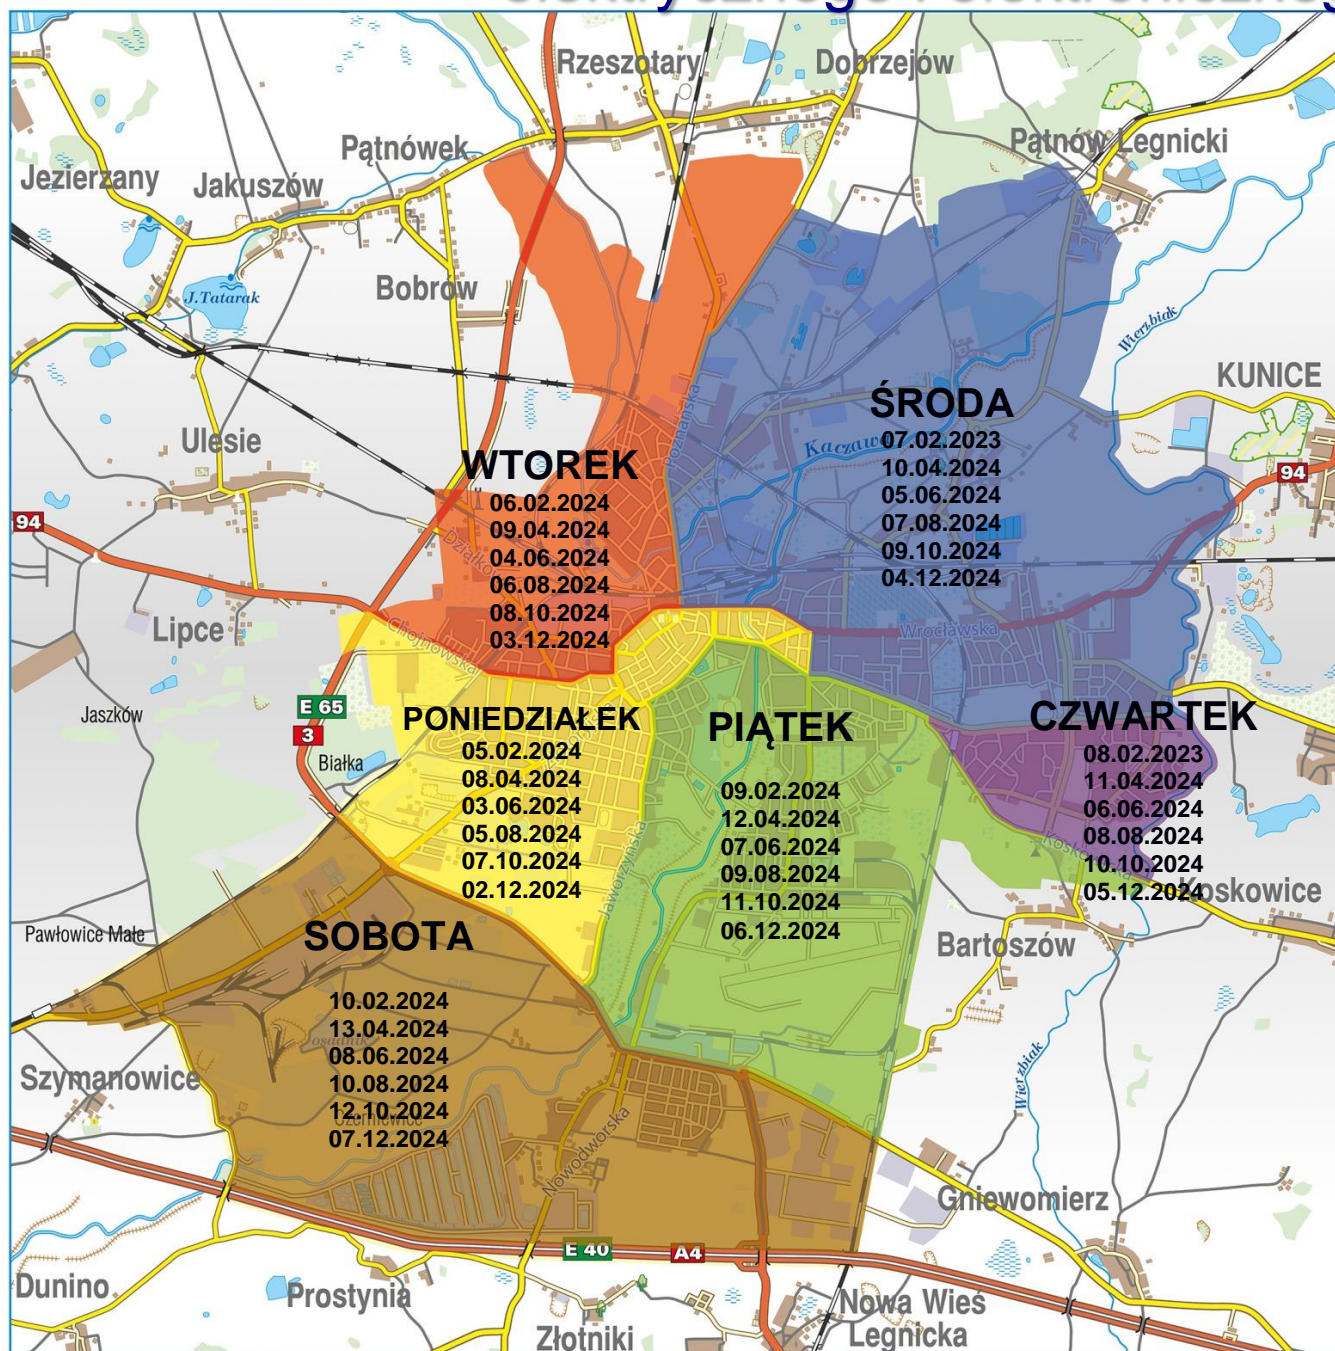 Rzeszotary
Dobrzejów
Pątnówek
Pątnów Legnicki
Jezierzany
Jakuszów
Bobrów
J.Tatarak
Wierzbiak
KUNICE
ŚRODA
07.02.2023
10.04.2024
05.06.2024
07.08.2024
09.10.2024
04.12.2024
Kaczawa
Poznańska
Ulesie
WTOREK
06.02.2024
09.04.2024
04.06.2024
06.08.2024
08.10.2024
03.12.2024
94
94
Lipce
Chojnowska
Wrocławska
Jaszków
E 65
3
Białka
PONIEDZIAŁEK
05.02.2024
08.04.2024
03.06.2024
05.08.2024
07.10.2024
02.12.2024
PIĄTEK
09.02.2024
12.04.2024
07.06.2024
09.08.2024
11.10.2024
06.12.2024
CZWARTEK
08.02.2023
11.04.2024
06.06.2024
08.08.2024
10.10.2024
05.12.2024
Koskowice
Jaworzyńska
Pawłowice Małe
Bartoszów
SOBOTA
10.02.2024
13.04.2024
08.06.2024
10.08.2024
12.10.2024
07.12.2024
osadnik
Czerniewice
Szymanowice
Wierzbiak
Nowodworska
Gniewomierz
E 40
A4
Dunino
Prostynia
Złotniki
Nowa Wieś
Legnicka